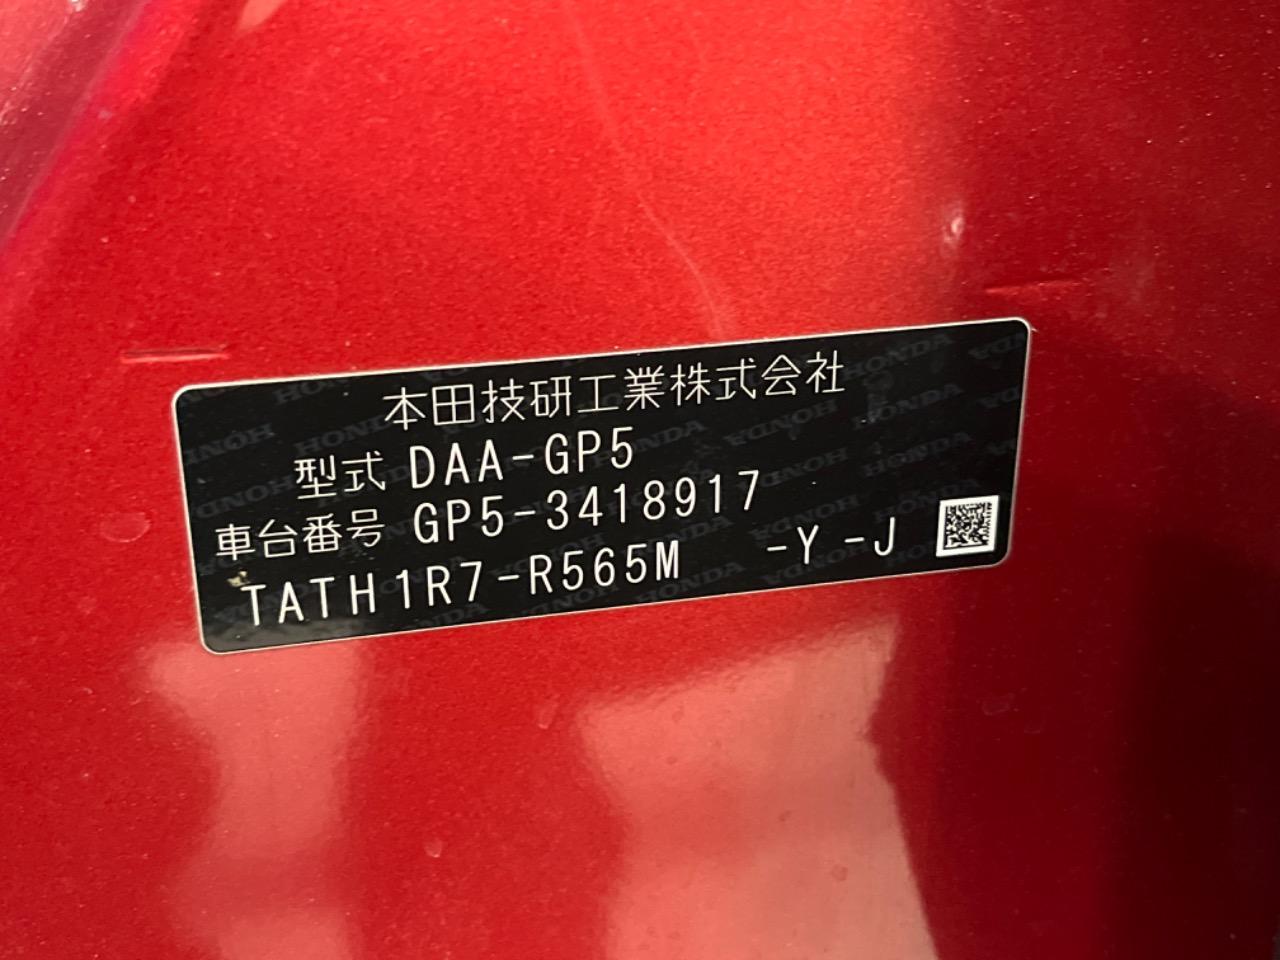 本田技研工業株式会社
型式 DAA-GP5
車台番号 GP5-3418917
TATH1R7-R565M -Y -J